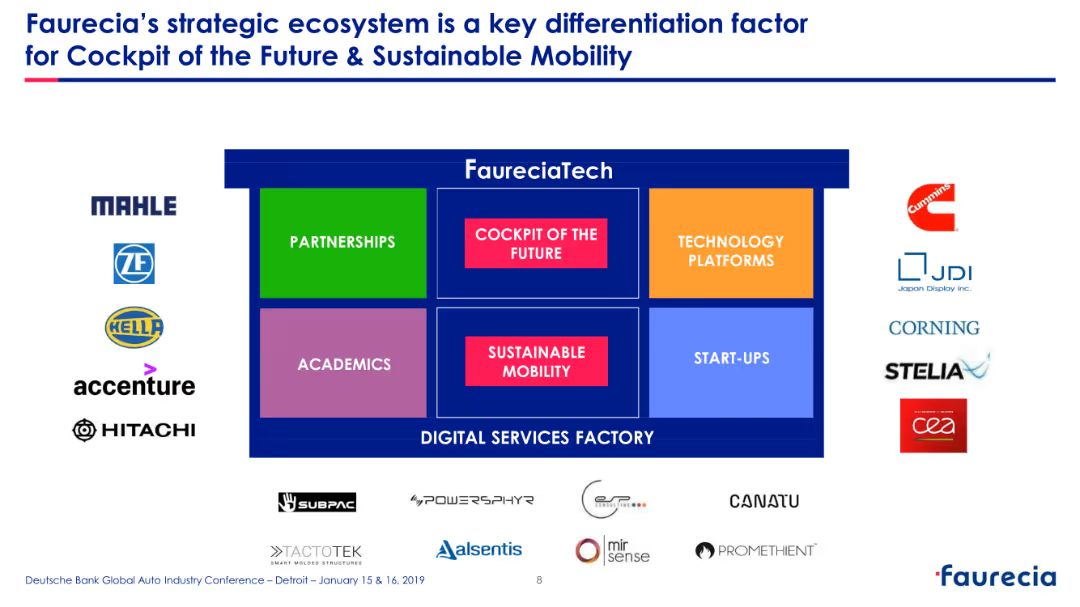 Faurecia's strategic ecosystem is a key differentiation factor
for Cockpit of the Future & Sustainable Mobility
FaureciaTech
PARTNERSHIPS
COCKPIT OF THE
FUTURE
TECHNOLOGY
PLATFORMS
ACADEMICS
SUSTAINABLE
MOBILITY
START-UPS
DIGITAL SERVICES FACTORY
MAHLE
ZF
HELLA
accenture
HITACHI
Cummins
JDI
Japan Display Inc.
CORNING
STELIA
cea
SUBPAC
POWERSPHYR
esp
CONSULTING
CANATU
TACTOTEK
SMART MOLDED STRUCTURES
alsentis
mir
sense
PROMETHIENT
Deutsche Bank Global Auto Industry Conference – Detroit – January 15 & 16, 2019
8
faurecia